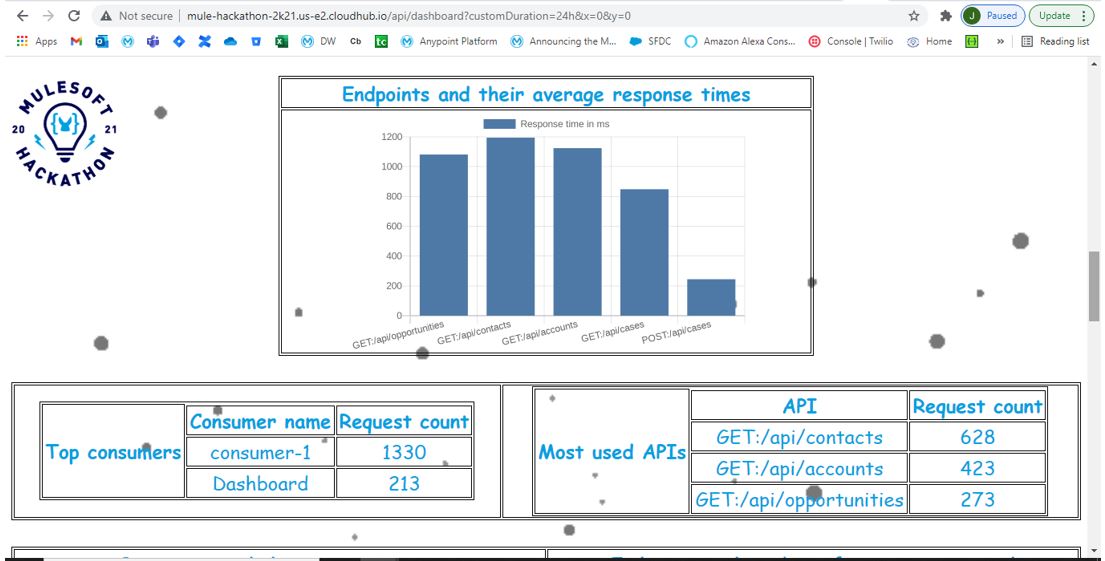 Not secure | mule-hackathon-2k21.us-e2.cloudhub.io/api/dashboard?customDuration=24h&x=0&y=0
J Paused Update
Apps DW Cb tc Anypoint Platform Announcing the M... SFDC Amazon Alexa Cons... Console | Twilio Home {-} » Reading list
MULESOFT
20 21
HACKATHON
Endpoints and their average response times
Response time in ms
1200
1000
800
600
400
200
0
GET:/api/opportunities GET:/api/contacts GET:/api/accounts GET:/api/cases POST:/api/cases
Top consumers
Consumer name Request count
consumer-1 1330
Dashboard 213
Most used APIs
API Request count
GET:/api/contacts 628
GET:/api/accounts 423
GET:/api/opportunities 273